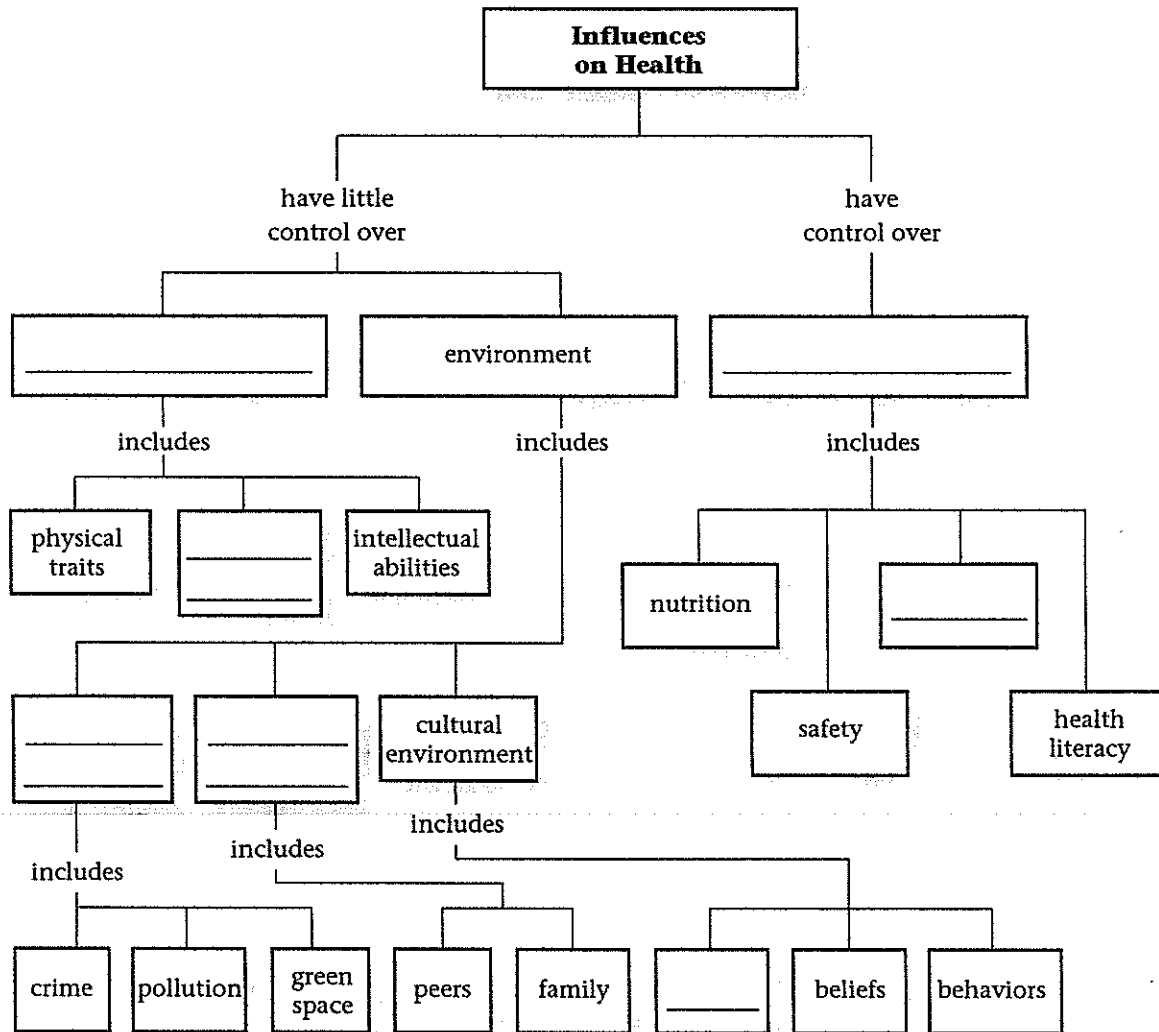 Influences
on Health
have little
control over
have
control over
environment
includes
includes
includes
physical
traits
intellectual
abilities
nutrition
cultural
environment
safety
health
literacy
includes
includes
includes
crime
pollution
green
space
peers
family
beliefs
behaviors